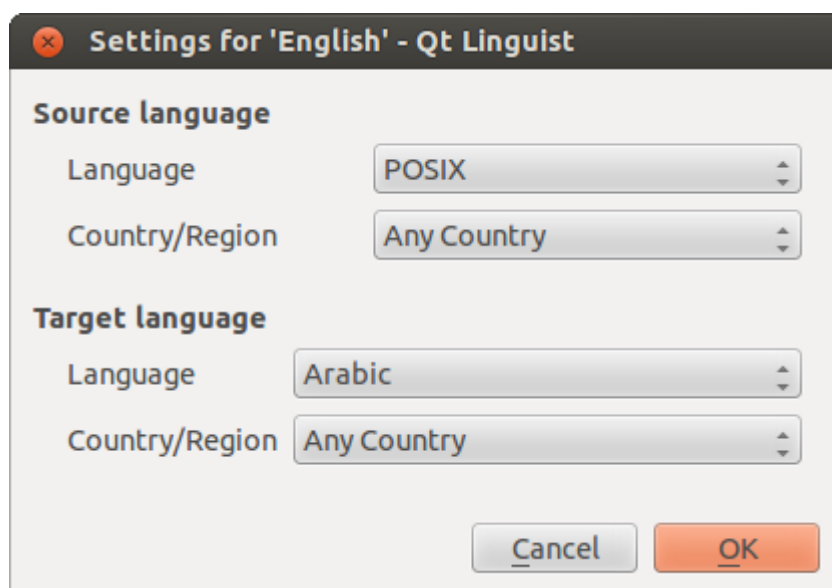 Settings for 'English' - Qt Linguist
Source language
Language POSIX
Country/Region Any Country
Target language
Language Arabic
Country/Region Any Country
Cancel OK